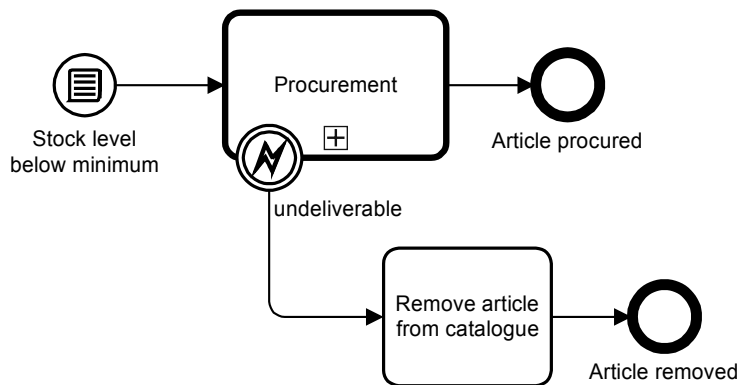 Procurement
Stock level
below minimum
Article procured
undeliverable
Remove article
from catalogue
Article removed